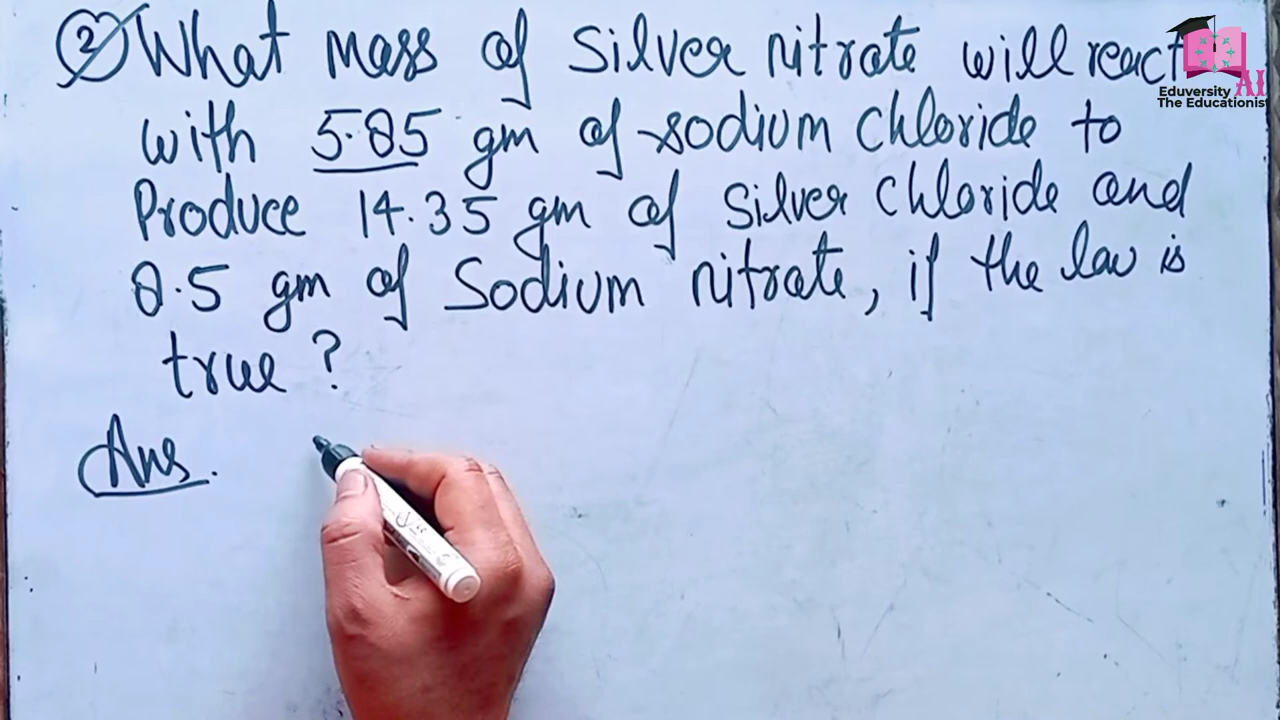 ② What mass of silver nitrate will react
with 5.85 gm of sodium chloride to
Produce 14.35 gm of silver chloride and
8.5 gm of Sodium nitrate, if the law is
true ?
Ans.
Eduversity AI
The Educationist